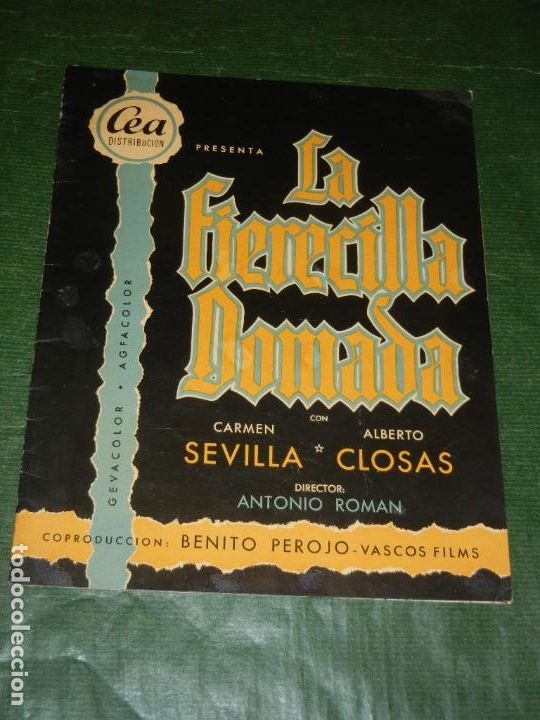 Cea
DISTRIBUCION
PRESENTA
La
Fierecilla
Domada
CON
CARMEN ALBERTO
SEVILLA ☆ CLOSAS
DIRECTOR:
ANTONIO ROMAN
GEVACOLOR • AGFACOLOR
COPRODUCCION: BENITO PEROJO-VASCOS FILMS
todocoleccion